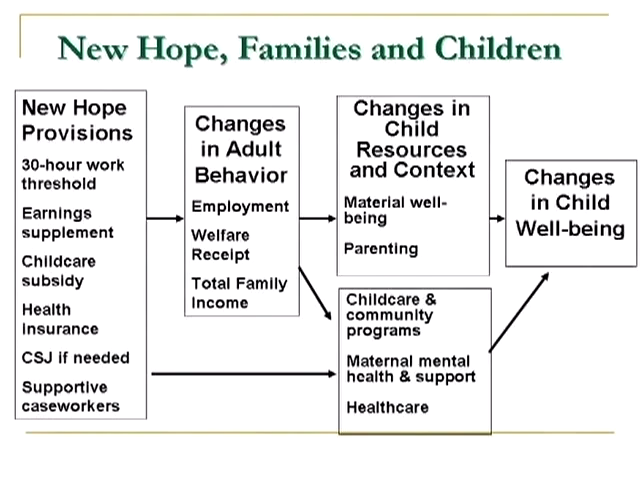 New Hope, Families and Children
New Hope
Provisions
30-hour work
threshold
Earnings
supplement
Childcare
subsidy
Health
Insurance
CSJ if needed
Supportive
caseworkers
Changes
in Adult
Behavior
Employment
Welfare
Receipt
Total Family
Income
Changes in
Child
Resources
and Context
Material well-
being
Parenting
Childcare &
community
programs
Maternal mental
health & support
Healthcare
Changes
in Child
Well-being